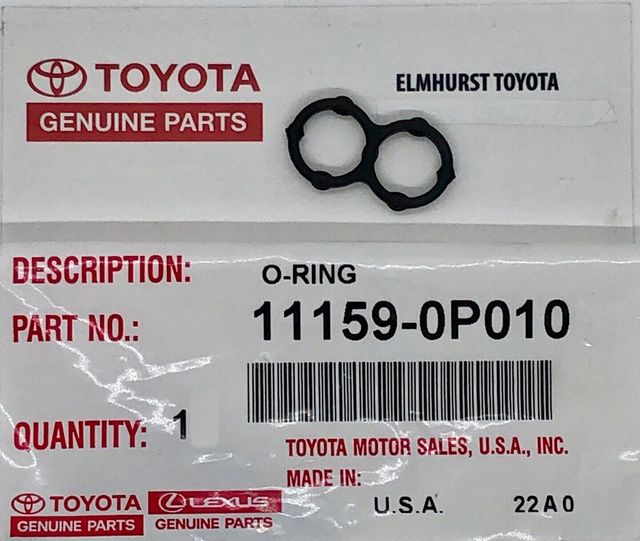 TOYOTA
GENUINE PARTS
ELMHURST TOYOTA
DESCRIPTION: O-RING
PART NO.: 11159-0P010
QUANTITY: 1
TOYOTA MOTOR SALES, U.S.A., INC.
MADE IN:
U.S.A. 22A0
TOYOTA LEXUS
GENUINE PARTS GENUINE PARTS